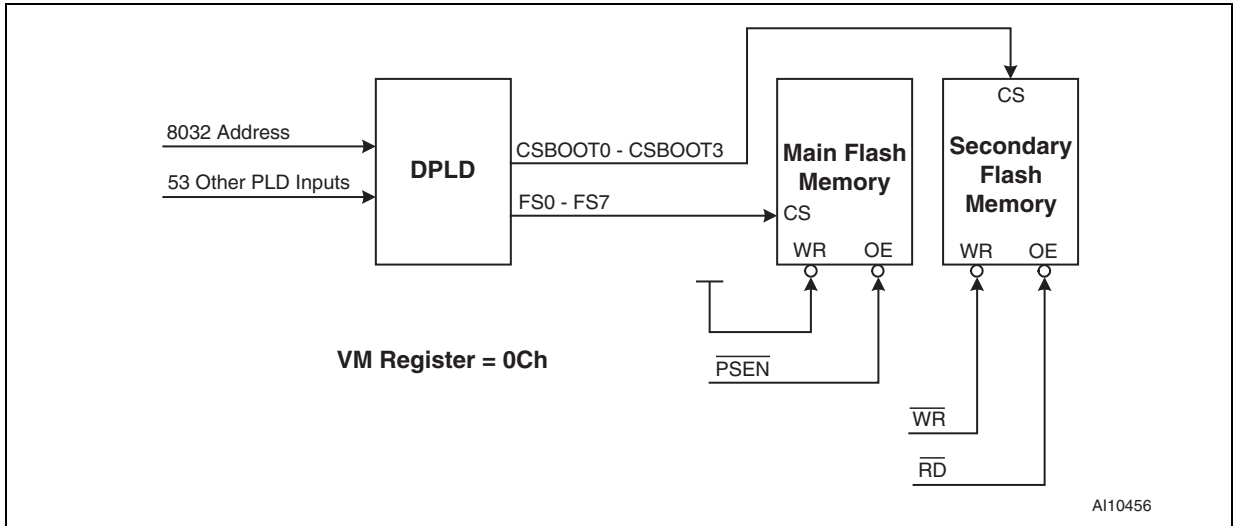 8032 Address
53 Other PLD Inputs
DPLD
CSBOOT0 - CSBOOT3
FS0 - FS7
Main Flash
Memory
CS
WR OE
CS
Secondary
Flash
Memory
WR OE
VM Register = 0Ch
PSEN
WR
RD
AI10456